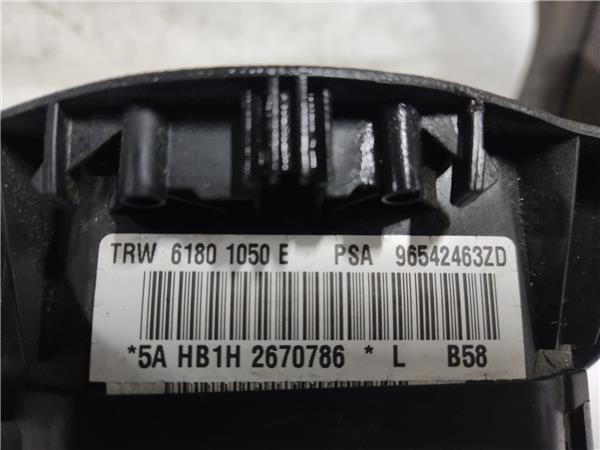 TRW 6180 1050 E PSA 96542463ZD
*5A HB1H 2670786 * L B58